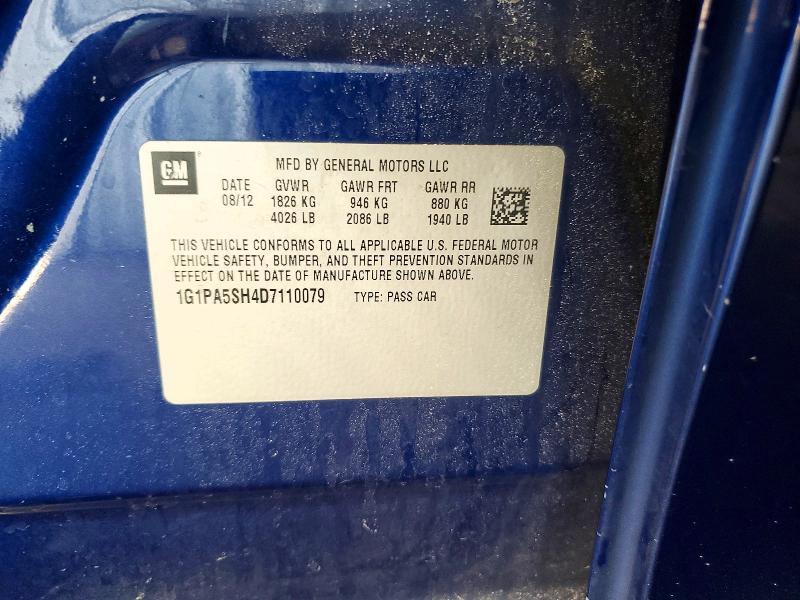 GM
MFD BY GENERAL MOTORS LLC
DATE GVWR GAWR FRT GAWR RR
08/12 1826 KG 946 KG 880 KG
4026 LB 2086 LB 1940 LB
THIS VEHICLE CONFORMS TO ALL APPLICABLE U.S. FEDERAL MOTOR
VEHICLE SAFETY, BUMPER, AND THEFT PREVENTION STANDARDS IN
EFFECT ON THE DATE OF MANUFACTURE SHOWN ABOVE.
1G1PA5SH4D7110079 TYPE: PASS CAR